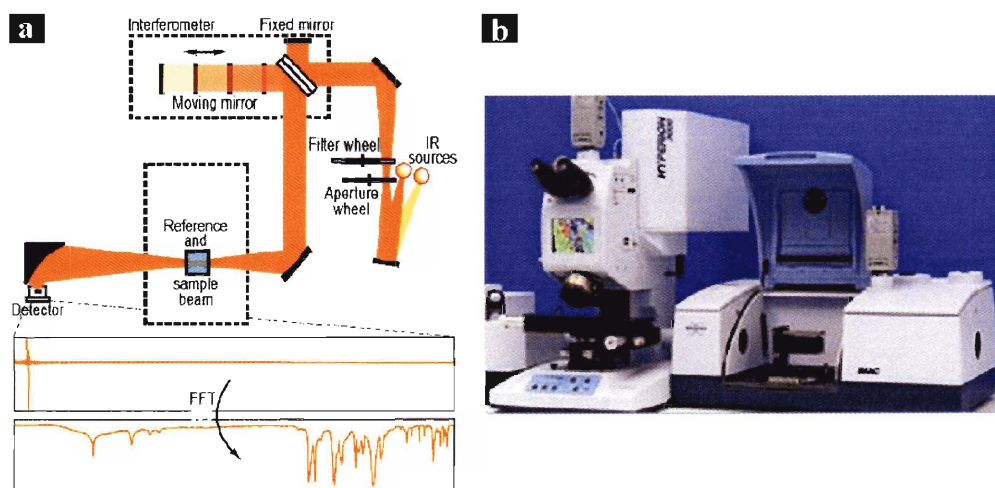 a
Interferometer
Fixed mirror
Moving mirror
Filter wheel
IR sources
Aperture wheel
Reference and
sample beam
Detector
FFT
b
HYPERION